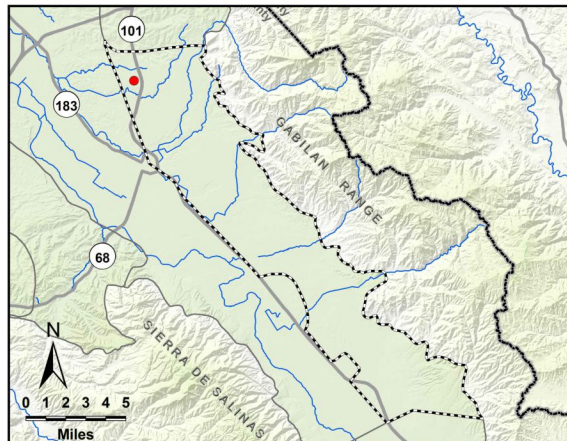 101
183
GABILAN RANGE
68
SIERRA DE SALINAS
N
0 1 2 3 4 5
Miles